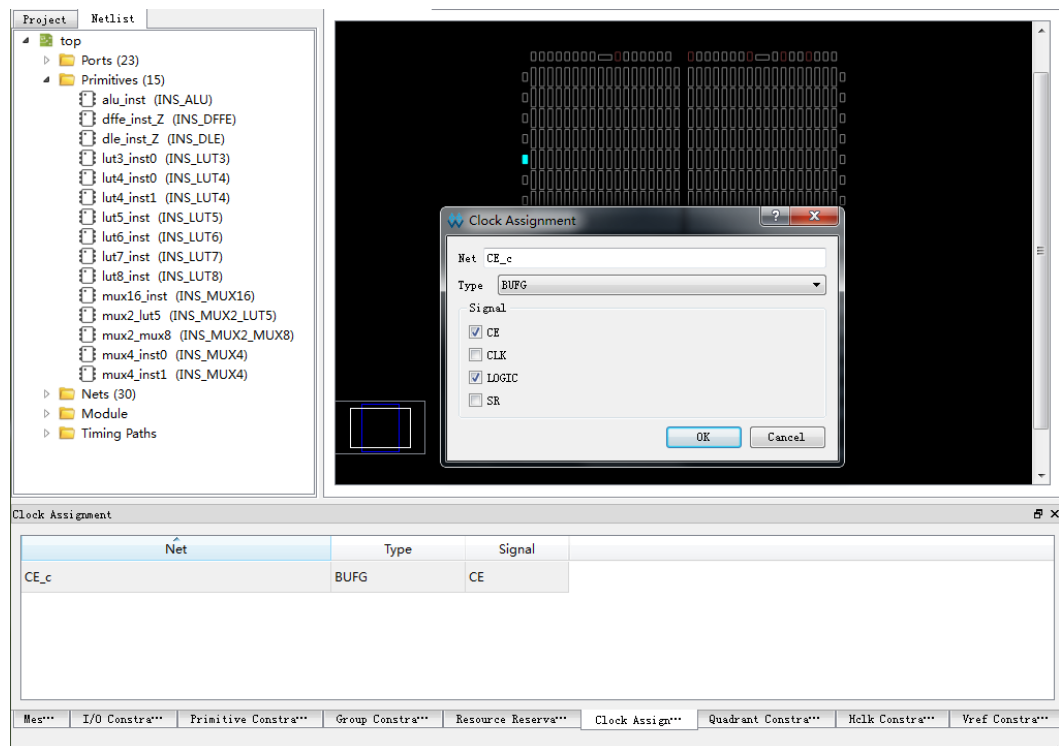 Project Netlist
top
Ports (23)
Primitives (15)
alu_inst (INS_ALU)
dffe_inst_Z (INS_DFFE)
dle_inst_Z (INS_DLE)
lut3_inst0 (INS_LUT3)
lut4_inst0 (INS_LUT4)
lut4_inst1 (INS_LUT4)
lut5_inst (INS_LUT5)
lut6_inst (INS_LUT6)
lut7_inst (INS_LUT7)
lut8_inst (INS_LUT8)
mux16_inst (INS_MUX16)
mux2_lut5 (INS_MUX2_LUT5)
mux2_mux8 (INS_MUX2_MUX8)
mux4_inst0 (INS_MUX4)
mux4_inst1 (INS_MUX4)
Nets (30)
Module
Timing Paths
Clock Assignment
Net CE_c
Type BUFG
Signal
CE
CLK
LOGIC
SR
OK Cancel
Clock Assignment
Net Type Signal
CE_c BUFG CE
Mes··· I/O Constra··· Primitive Constra··· Group Constra··· Resource Reserva··· Clock Assign··· Quadrant Constra··· Hclk Constra··· Vref Constra···